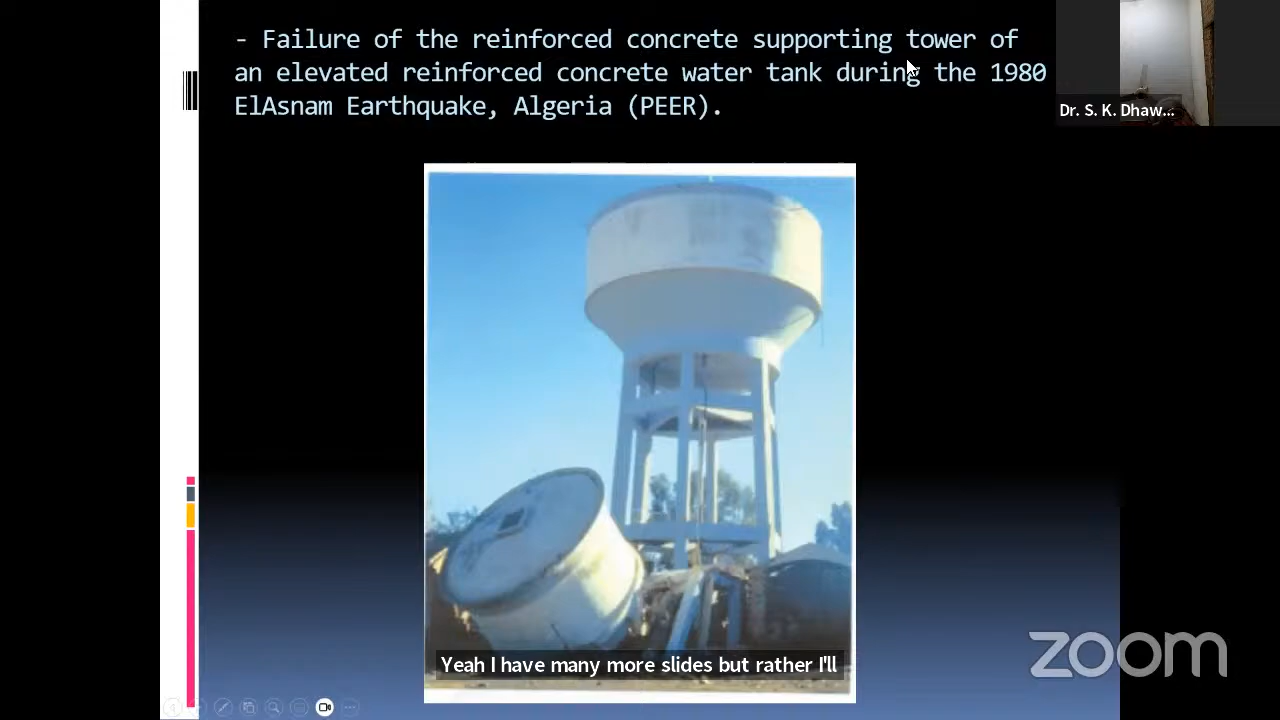 - Failure of the reinforced concrete supporting tower of
an elevated reinforced concrete water tank during the 1980
ElAsnam Earthquake, Algeria (PEER).
Dr. S. K. Dhaw...
Yeah I have many more slides but rather I'll
zoom